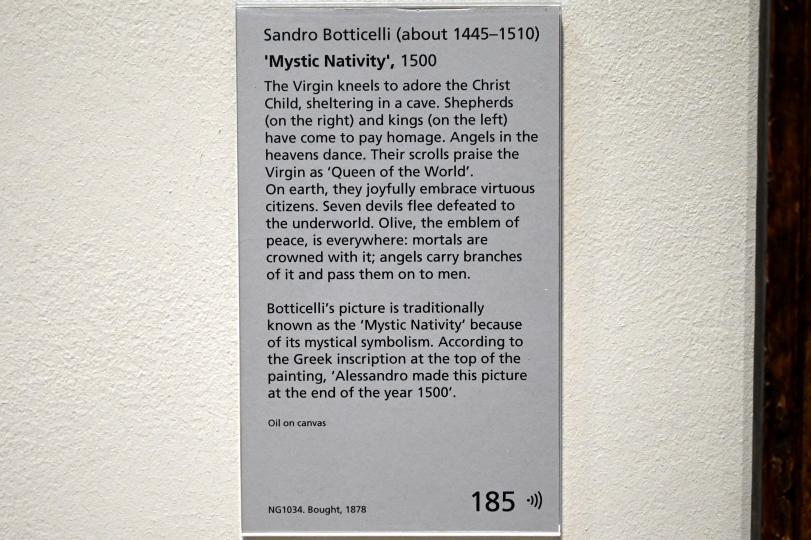 Sandro Botticelli (about 1445–1510)
'Mystic Nativity', 1500
The Virgin kneels to adore the Christ
Child, sheltering in a cave. Shepherds
(on the right) and kings (on the left)
have come to pay homage. Angels in the
heavens dance. Their scrolls praise the
Virgin as ‘Queen of the World’.
On earth, they joyfully embrace virtuous
citizens. Seven devils flee defeated to
the underworld. Olive, the emblem of
peace, is everywhere: mortals are
crowned with it; angels carry branches
of it and pass them on to men.
Botticelli’s picture is traditionally
known as the ‘Mystic Nativity’ because
of its mystical symbolism. According to
the Greek inscription at the top of the
painting, ‘Alessandro made this picture
at the end of the year 1500’.
Oil on canvas
NG1034. Bought, 1878
185